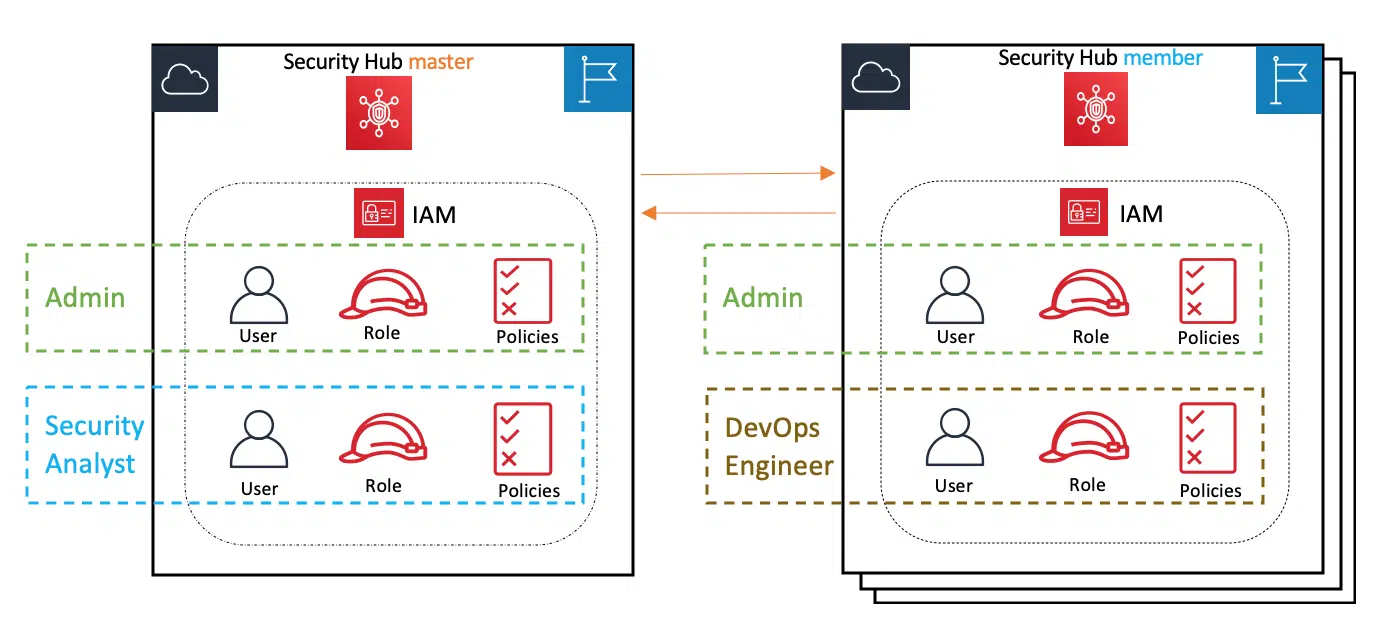 Security Hub master
IAM
Admin
User
Role
Policies
Security
Analyst
User
Role
Policies
Security Hub member
IAM
Admin
User
Role
Policies
DevOps
Engineer
User
Role
Policies